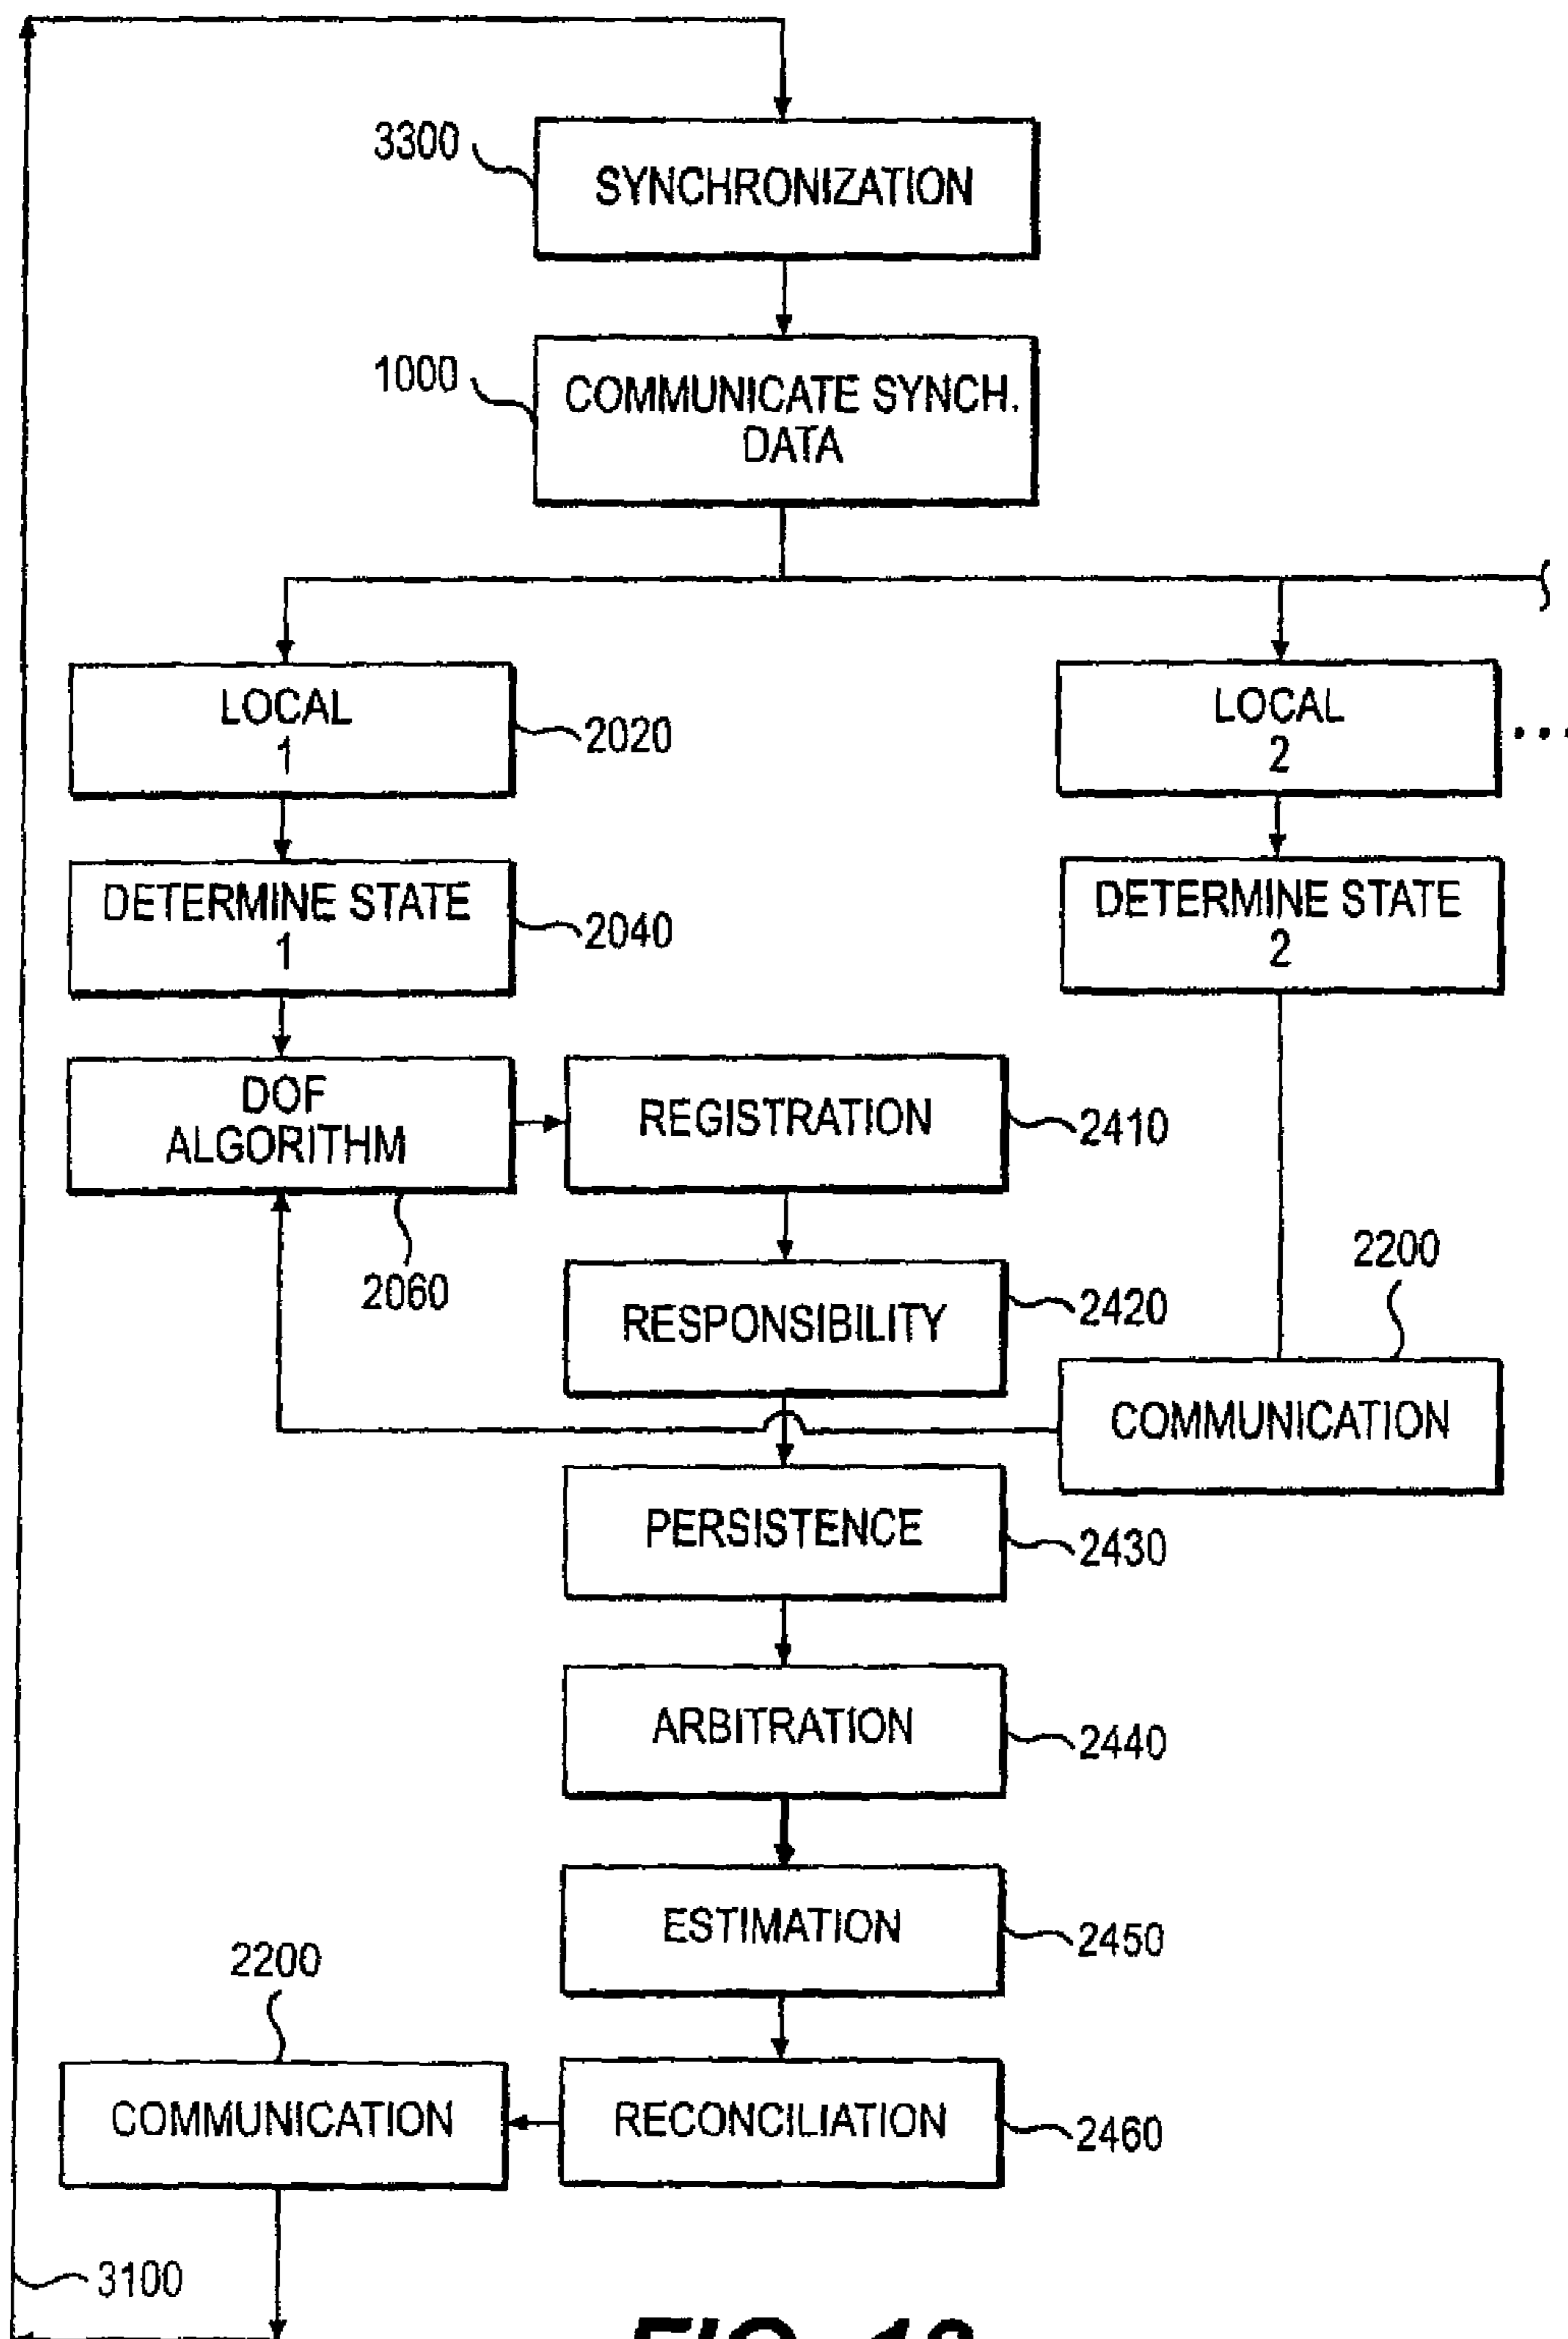 3300
SYNCHRONIZATION
1000
COMMUNICATE SYNCH.
DATA
LOCAL
1
2020
LOCAL
2
...
DETERMINE STATE
1
2040
DETERMINE STATE
2
DOF
ALGORITHM
2060
REGISTRATION
2410
RESPONSIBILITY
2420
2200
COMMUNICATION
PERSISTENCE
2430
ARBITRATION
2440
ESTIMATION
2450
2200
COMMUNICATION
RECONCILIATION
2460
3100